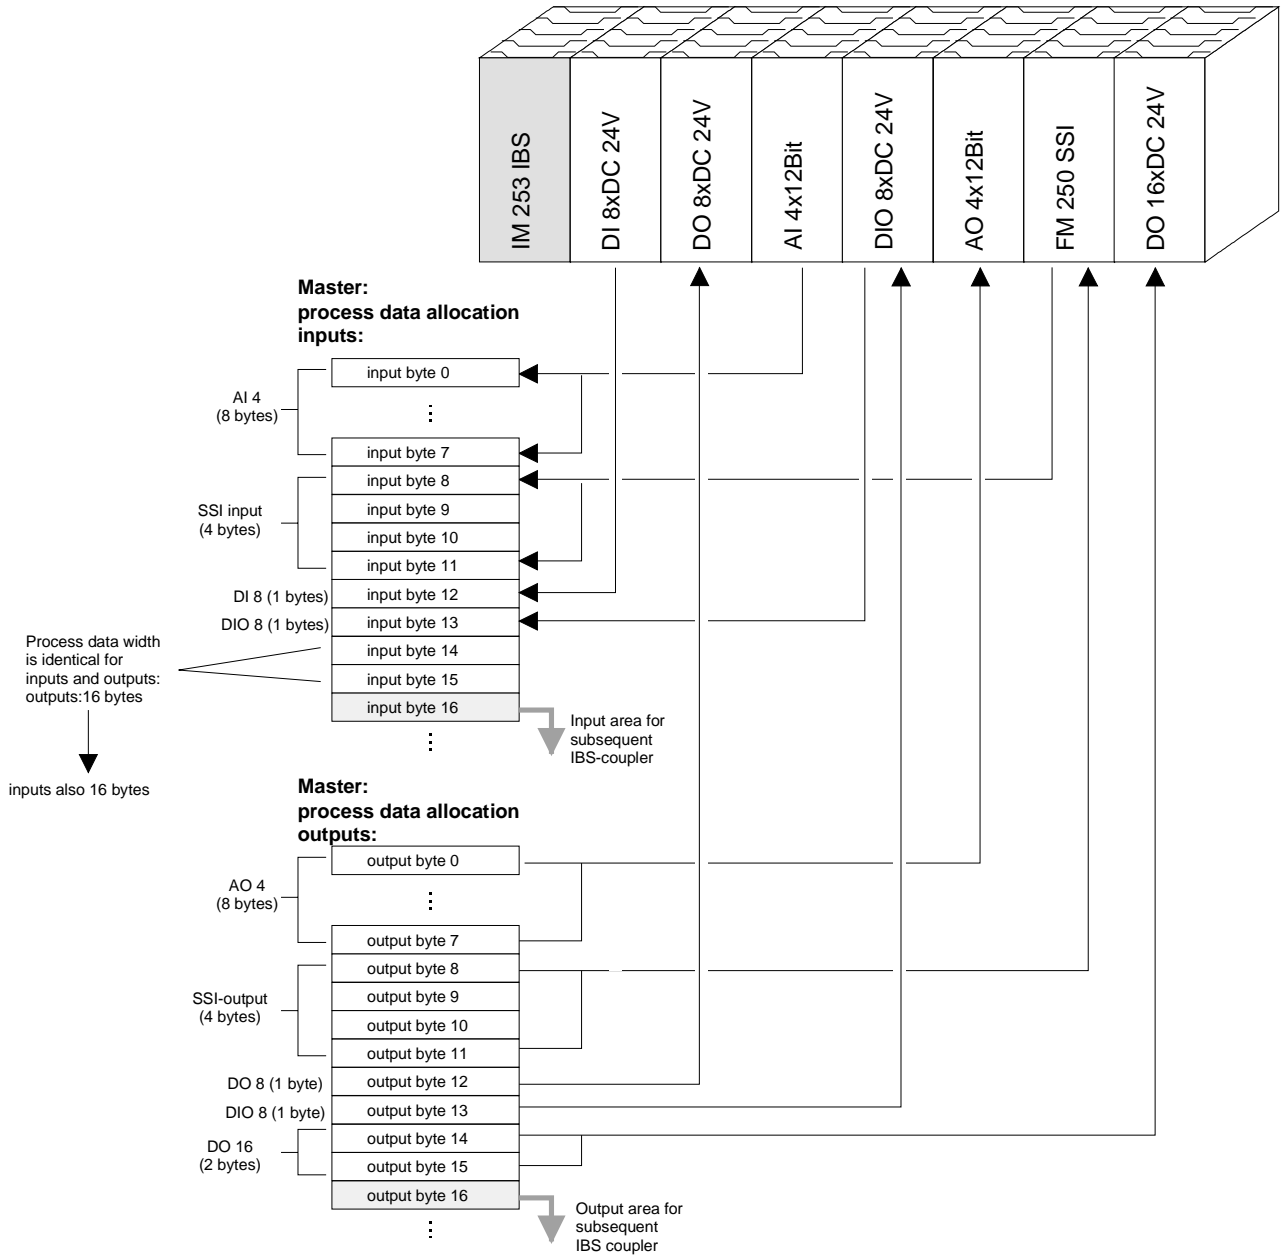 IM 253 IBS
DI 8xDC 24V
DO 8xDC 24V
AI 4x12Bit
DIO 8xDC 24V
AO 4x12Bit
FM 250 SSI
DO 16xDC 24V
Master:
process data allocation
inputs:
input byte 0
AI 4
(8 bytes)
input byte 7
input byte 8
SSI input
(4 bytes)
input byte 9
input byte 10
input byte 11
DI 8 (1 bytes)
input byte 12
DIO 8 (1 bytes)
input byte 13
Process data width
is identical for
inputs and outputs:
outputs:16 bytes
inputs also 16 bytes
input byte 14
input byte 15
input byte 16
Input area for
subsequent
IBS-coupler
Master:
process data allocation
outputs:
output byte 0
AO 4
(8 bytes)
output byte 7
output byte 8
SSI-output
(4 bytes)
output byte 9
output byte 10
output byte 11
DO 8 (1 byte)
output byte 12
DIO 8 (1 byte)
output byte 13
DO 16
(2 bytes)
output byte 14
output byte 15
output byte 16
Output area for
subsequent
IBS coupler